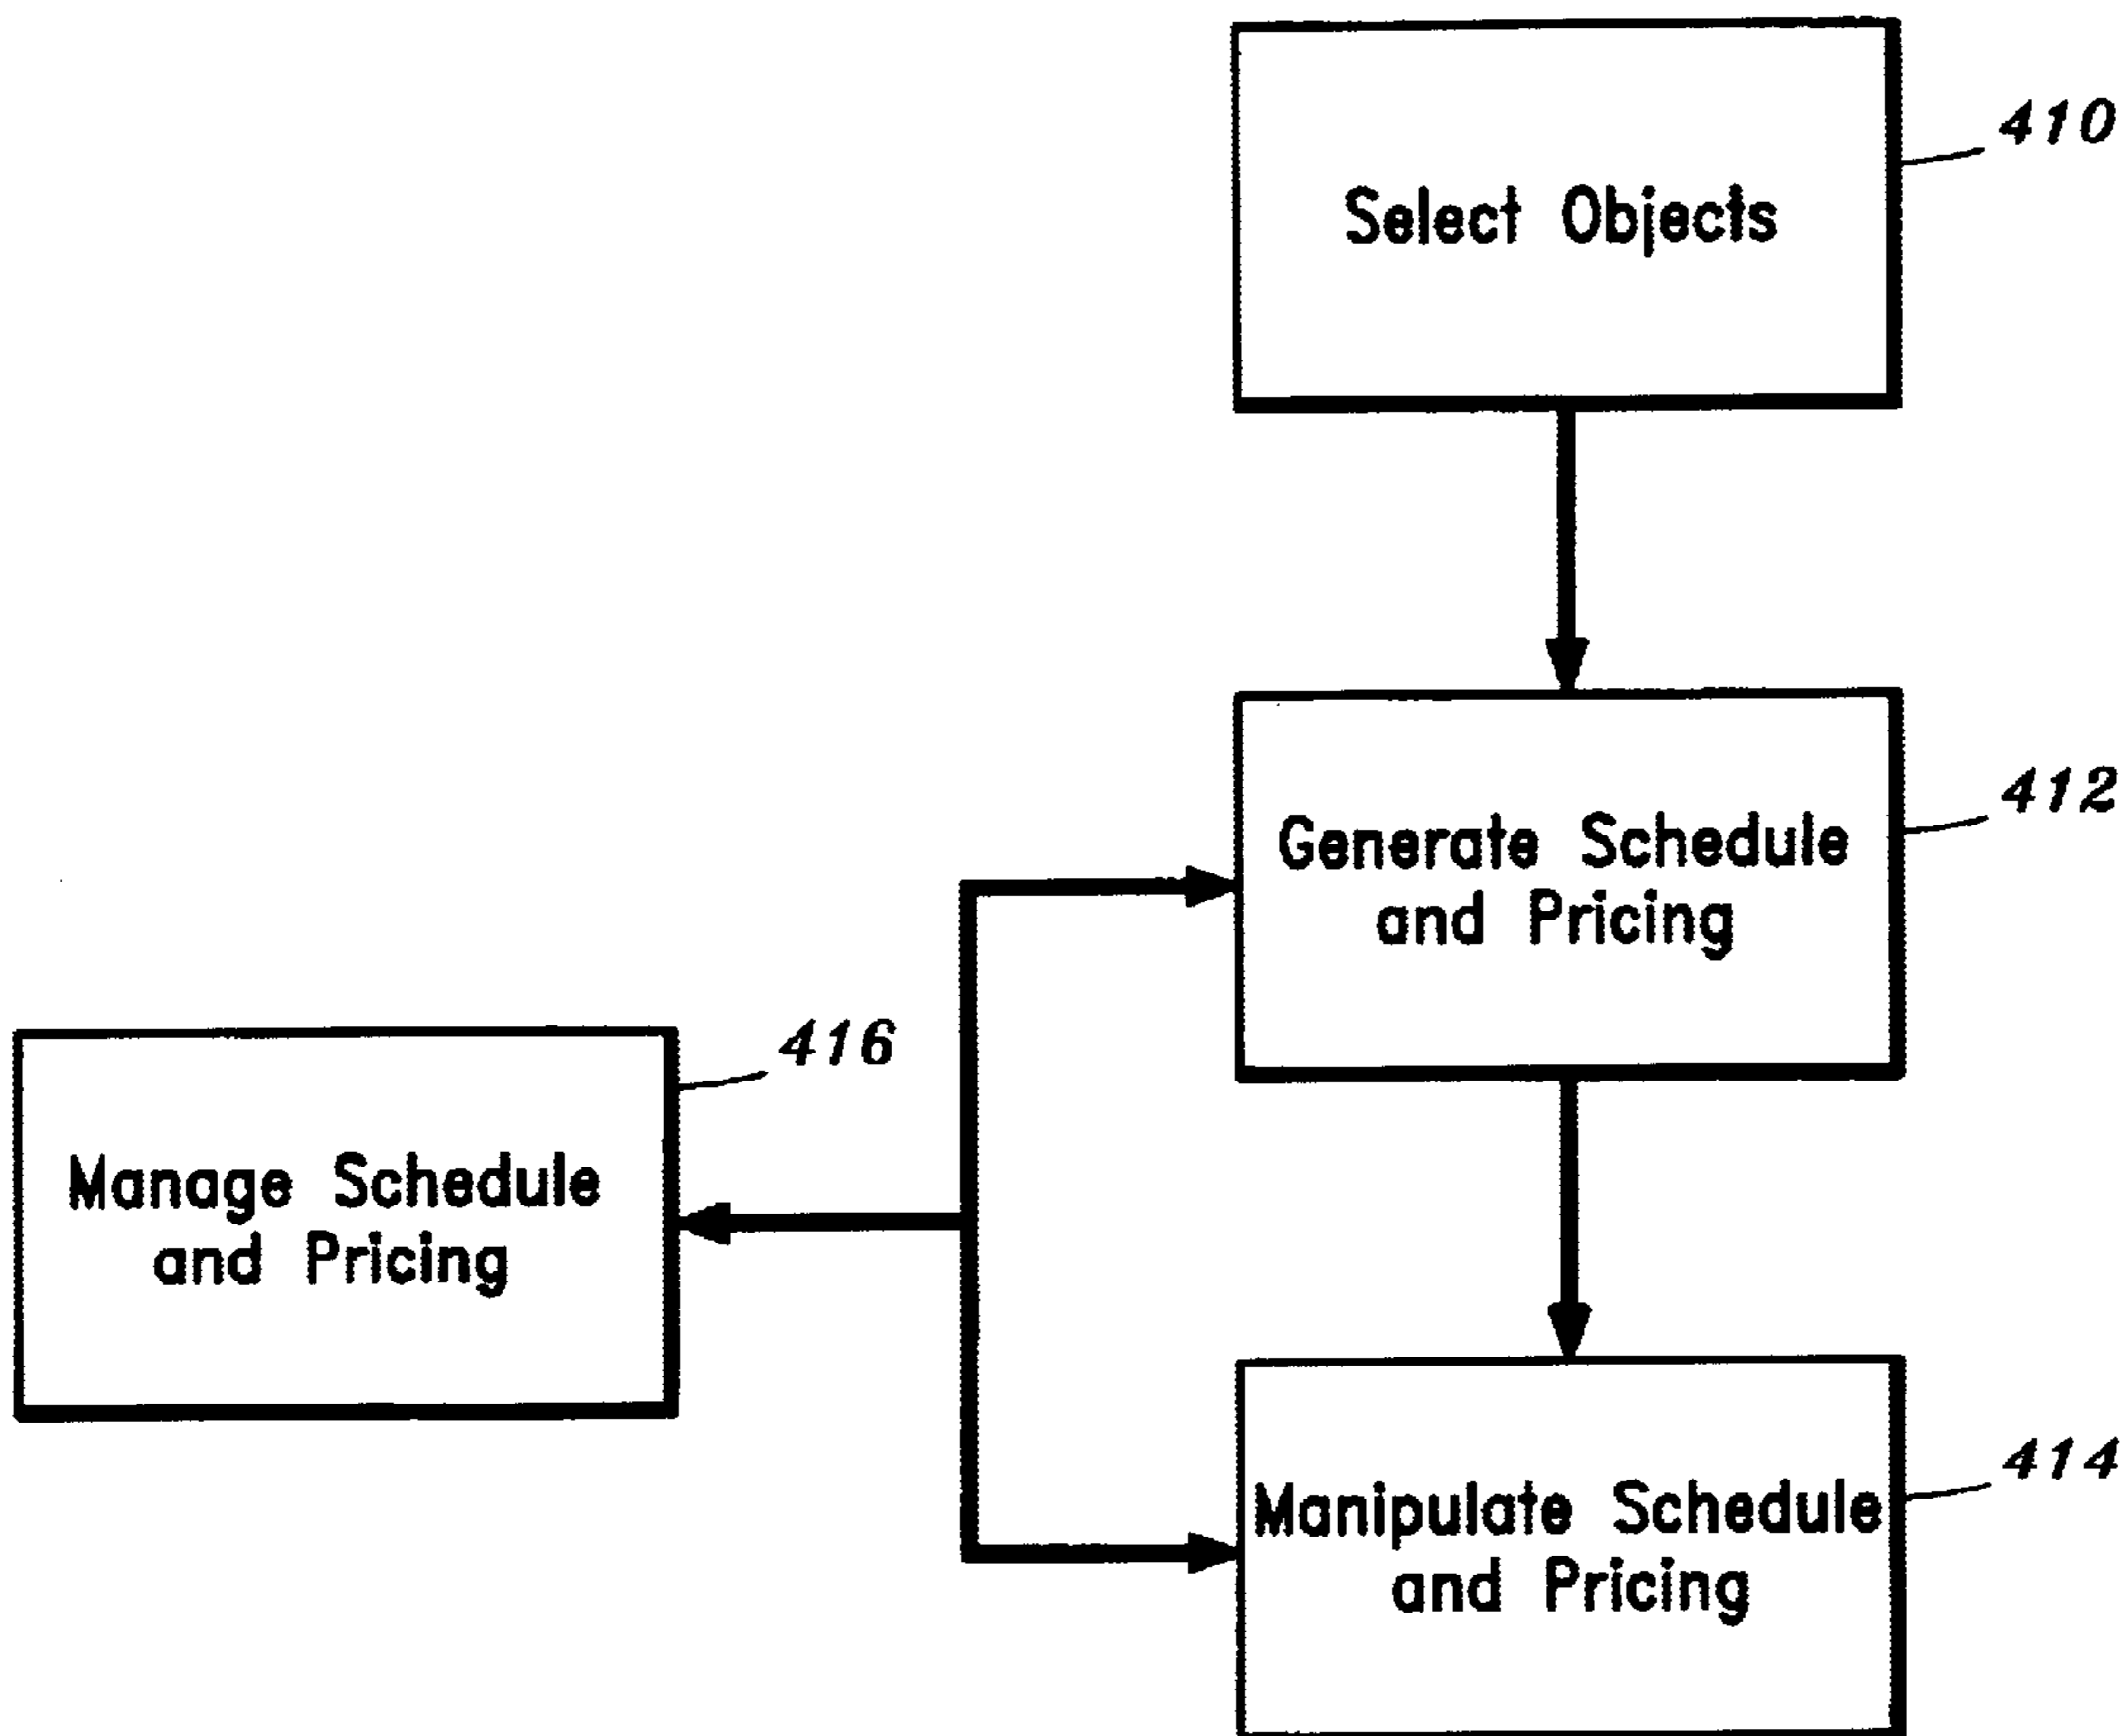 410
Select Objects
412
Generate Schedule
and Pricing
416
Manage Schedule
and Pricing
414
Manipulate Schedule
and Pricing